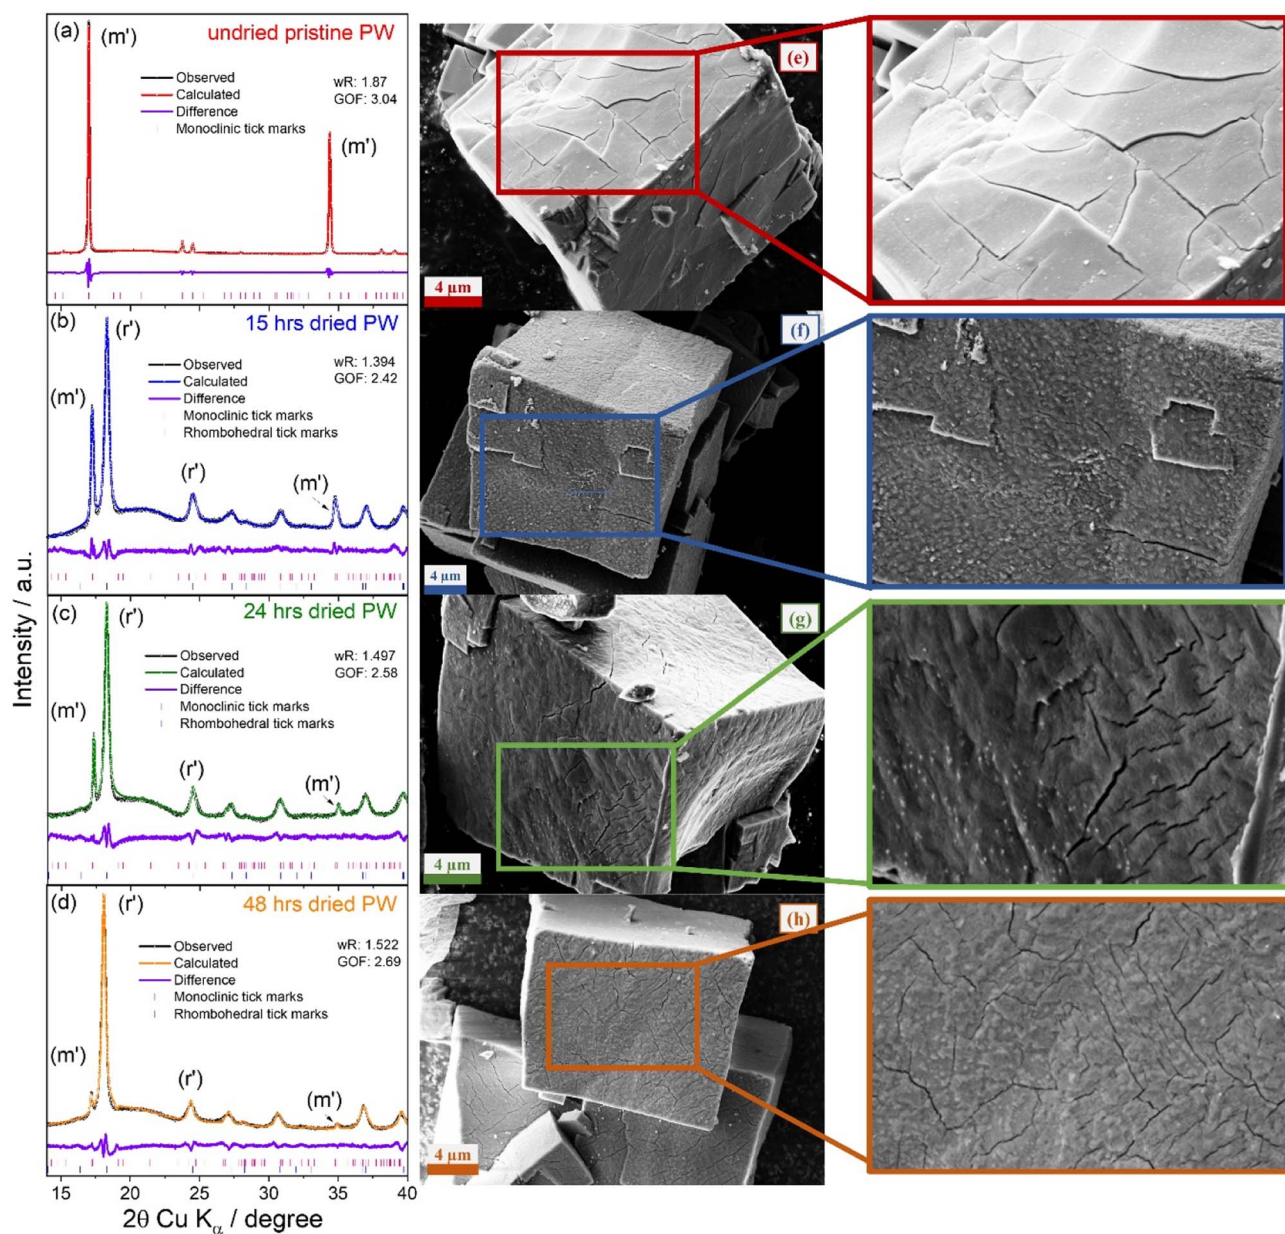 (a)
undried pristine PW
(m')
Observed
Calculated
Difference
Monoclinic tick marks
wR: 1.87
GOF: 3.04
(m')
(b)
15 hrs dried PW
(r')
Observed
Calculated
Difference
Monoclinic tick marks
Rhombohedral tick marks
wR: 1.394
GOF: 2.42
(m')
(r')
(m')
(c)
24 hrs dried PW
(r')
Observed
Calculated
Difference
Monoclinic tick marks
Rhombohedral tick marks
wR: 1.497
GOF: 2.58
(m')
(r')
(m')
(d)
48 hrs dried PW
(r')
Observed
Calculated
Difference
Monoclinic tick marks
Rhombohedral tick marks
wR: 1.522
GOF: 2.69
(m')
(r')
(m')
15 20 25 30 35 40
2θ Cu Kα / degree
Intensity / a.u.
(e)
4 μm
(f)
4 μm
(g)
4 μm
(h)
4 μm